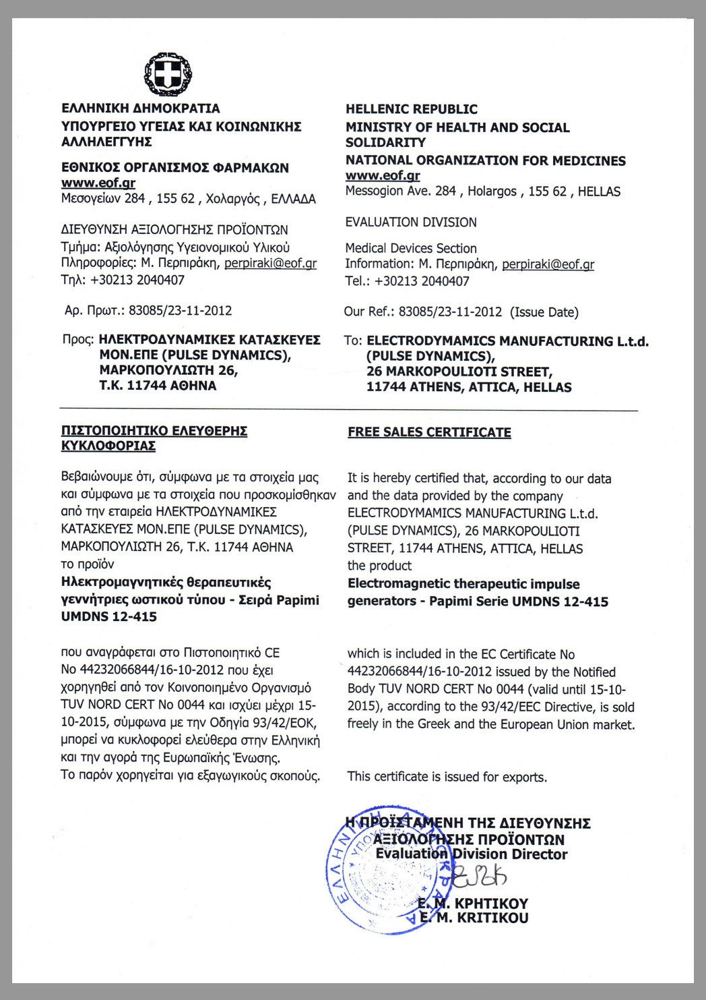 ΕΛΛΗΝΙΚΗ ΔΗΜΟΚΡΑΤΙΑ
ΥΠΟΥΡΓΕΙΟ ΥΓΕΙΑΣ ΚΑΙ ΚΟΙΝΩΝΙΚΗΣ
ΑΛΛΗΛΕΓΓΥΗΣ
ΕΘΝΙΚΟΣ ΟΡΓΑΝΙΣΜΟΣ ΦΑΡΜΑΚΩΝ
www.eof.gr
Μεσογείων 284 , 155 62 , Χολαργός , ΕΛΛΑΔΑ
ΔΙΕΥΘΥΝΣΗ ΑΞΙΟΛΟΓΗΣΗΣ ΠΡΟΪΟΝΤΩΝ
Τμήμα: Αξιολόγησης Υγειονομικού Υλικού
Πληροφορίες: Μ. Περπιράκη, perpiraki@eof.gr
Τηλ: +30213 2040407
Αρ. Πρωτ.: 83085/23-11-2012
Προς: ΗΛΕΚΤΡΟΔΥΝΑΜΙΚΕΣ ΚΑΤΑΣΚΕΥΕΣ
ΜΟΝ.ΕΠΕ (PULSE DYNAMICS),
ΜΑΡΚΟΠΟΥΛΙΩΤΗ 26,
Τ.Κ. 11744 ΑΘΗΝΑ
HELLENIC REPUBLIC
MINISTRY OF HEALTH AND SOCIAL
SOLIDARITY
NATIONAL ORGANIZATION FOR MEDICINES
www.eof.gr
Messogion Ave. 284 , Holargos , 155 62 , HELLAS
EVALUATION DIVISION
Medical Devices Section
Information: Μ. Περπιράκη, perpiraki@eof.gr
Tel.: +30213 2040407
Our Ref.: 83085/23-11-2012 (Issue Date)
To: ELECTRODYMAMICS MANUFACTURING L.t.d.
(PULSE DYNAMICS),
26 MARKOPOULIOTI STREET,
11744 ATHENS, ATTICA, HELLAS
ΠΙΣΤΟΠΟΙΗΤΙΚΟ ΕΛΕΥΘΕΡΗΣ
ΚΥΚΛΟΦΟΡΙΑΣ
Βεβαιώνουμε ότι, σύμφωνα με τα στοιχεία μας
και σύμφωνα με τα στοιχεία που προσκομίσθηκαν
από την εταιρεία ΗΛΕΚΤΡΟΔΥΝΑΜΙΚΕΣ
ΚΑΤΑΣΚΕΥΕΣ ΜΟΝ.ΕΠΕ (PULSE DYNAMICS),
ΜΑΡΚΟΠΟΥΛΙΩΤΗ 26, Τ.Κ. 11744 ΑΘΗΝΑ
το προϊόν
Ηλεκτρομαγνητικές θεραπευτικές
γεννήτριες ωστικού τύπου - Σειρά Papimi
UMDNS 12-415
που αναγράφεται στο Πιστοποιητικό CE
No 44232066844/16-10-2012 που έχει
χορηγηθεί από τον Κοινοποιημένο Οργανισμό
TUV NORD CERT No 0044 και ισχύει μέχρι 15-
10-2015, σύμφωνα με την Οδηγία 93/42/ΕΟΚ,
μπορεί να κυκλοφορεί ελεύθερα στην Ελληνική
και την αγορά της Ευρωπαϊκής Ένωσης.
Το παρόν χορηγείται για εξαγωγικούς σκοπούς.
FREE SALES CERTIFICATE
It is hereby certified that, according to our data
and the data provided by the company
ELECTRODYMAMICS MANUFACTURING L.t.d.
(PULSE DYNAMICS), 26 MARKOPOULIOTI
STREET, 11744 ATHENS, ATTICA, HELLAS
the product
Electromagnetic therapeutic impulse
generators - Papimi Serie UMDNS 12-415
which is included in the EC Certificate No
44232066844/16-10-2012 issued by the Notified
Body TUV NORD CERT No 0044 (valid until 15-10-
2015), according to the 93/42/EEC Directive, is sold
freely in the Greek and the European Union market.
This certificate is issued for exports.
Η ΠΡΟΪΣΤΑΜΕΝΗ ΤΗΣ ΔΙΕΥΘΥΝΣΗΣ
ΑΞΙΟΛΟΓΗΣΗΣ ΠΡΟΪΟΝΤΩΝ
Evaluation Division Director
Ε. Μ. ΚΡΗΤΙΚΟΥ
E. M. KRITIKOU
ΕΛΛΗΝΙΚΗ ΔΗΜΟΚΡΑΤΙΑ